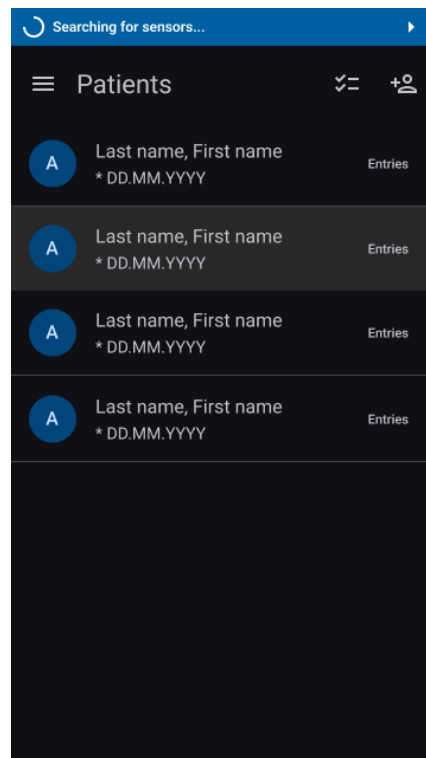 Searching for sensors...
Patients
A Last name, First name
* DD.MM.YYYY
Entries
A Last name, First name
* DD.MM.YYYY
Entries
A Last name, First name
* DD.MM.YYYY
Entries
A Last name, First name
* DD.MM.YYYY
Entries